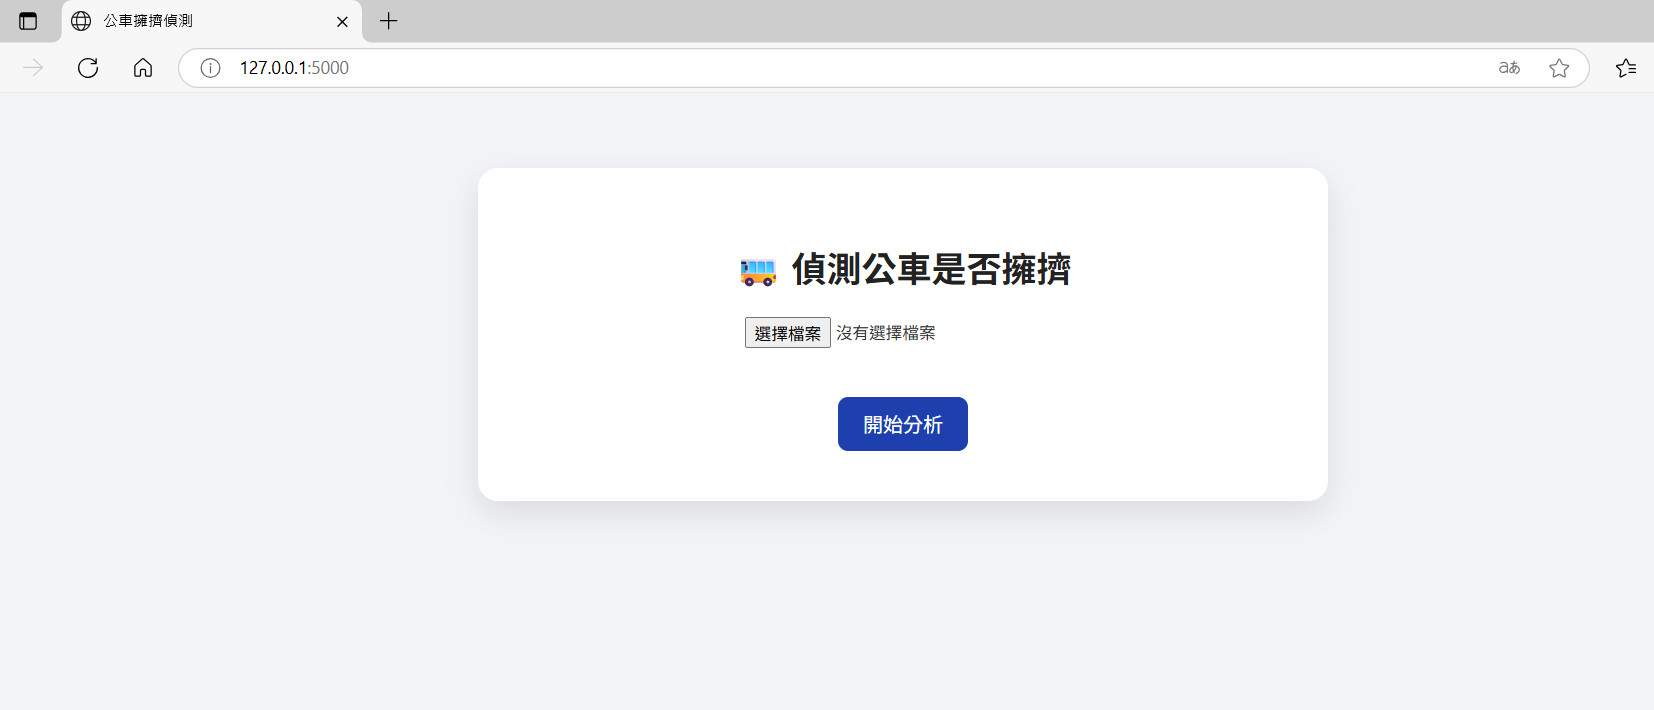 公車擁擠偵測
127.0.0.1:5000
aあ
偵測公車是否擁擠
選擇檔案 沒有選擇檔案
開始分析